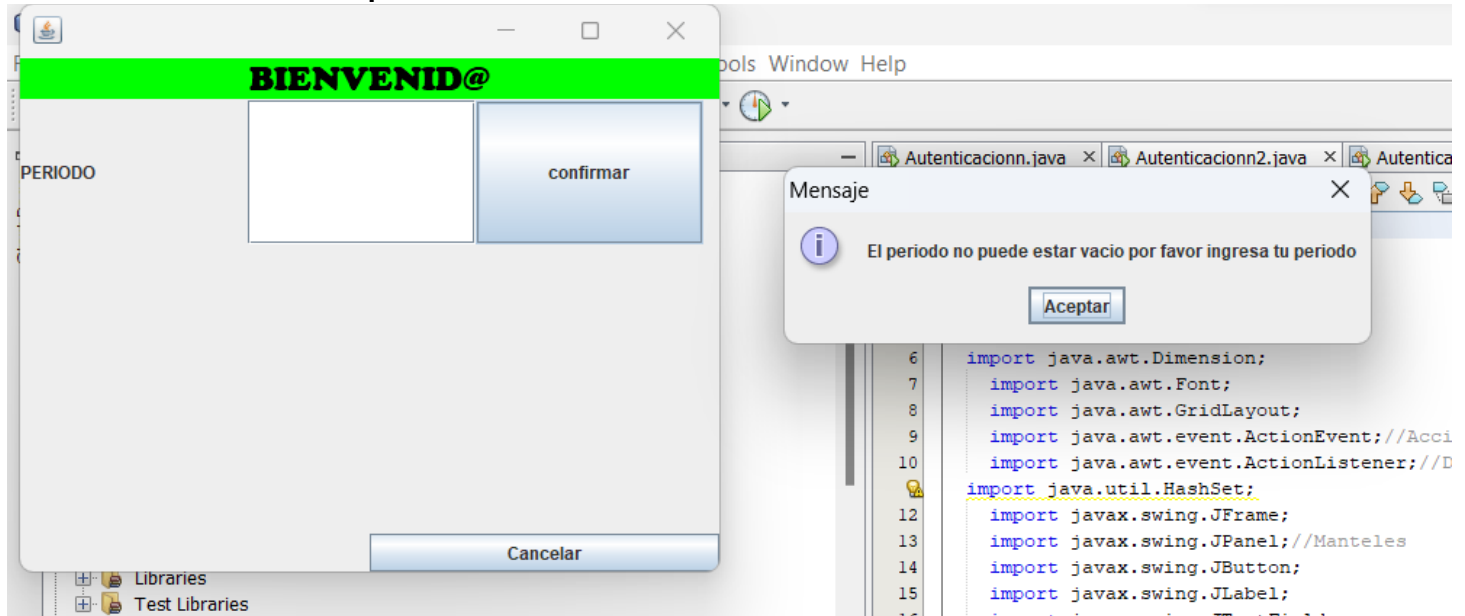 ools Window Help
BIENVENID@
PERIODO
confirmar
Autenticacionn.java
Autenticacionn2.java
Autentica
Mensaje
El periodo no puede estar vacio por favor ingresa tu periodo
Aceptar
6 import java.awt.Dimension;
7 import java.awt.Font;
8 import java.awt.GridLayout;
9 import java.awt.event.ActionEvent;//Acci
10 import java.awt.event.ActionListener;//D
import java.util.HashSet;
12 import javax.swing.JFrame;
13 import javax.swing.JPanel;//Manteles
14 import javax.swing.JButton;
15 import javax.swing.JLabel;
Cancelar
Libraries
Test Libraries